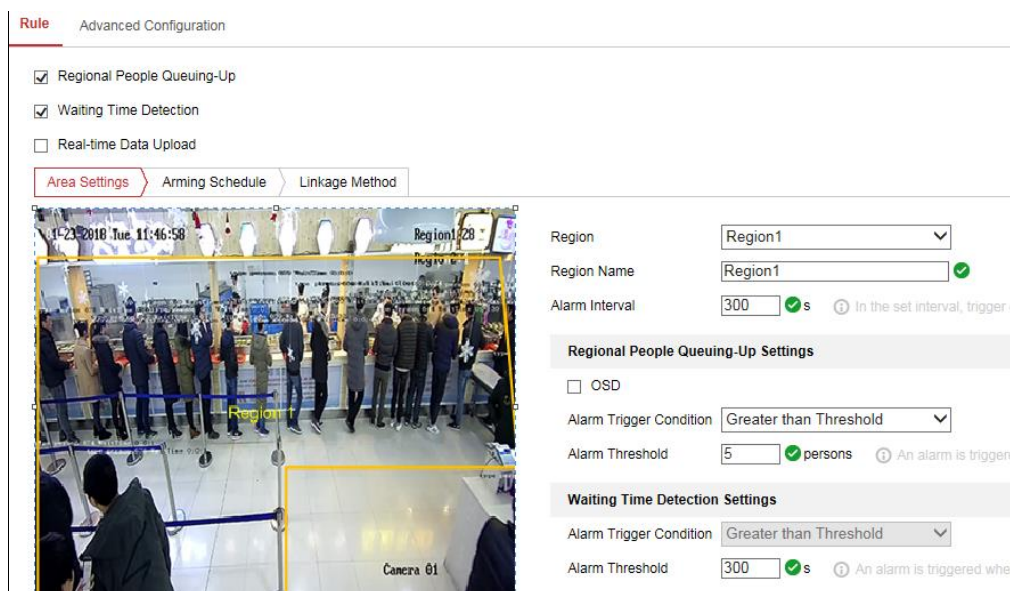 Rule Advanced Configuration
Regional People Queuing-Up
Waiting Time Detection
Real-time Data Upload
Area Settings Arming Schedule Linkage Method
1-23-2018 Tue 11:46:58 Region1 28
Region Region1
Region Name Region1
Alarm Interval 300 s In the set interval, trigger
Regional People Queuing-Up Settings
OSD
Region 1
Alarm Trigger Condition Greater than Threshold
Alarm Threshold 5 persons An alarm is triggered
Waiting Time Detection Settings
Alarm Trigger Condition Greater than Threshold
Camera 01
Alarm Threshold 300 s An alarm is triggered whe